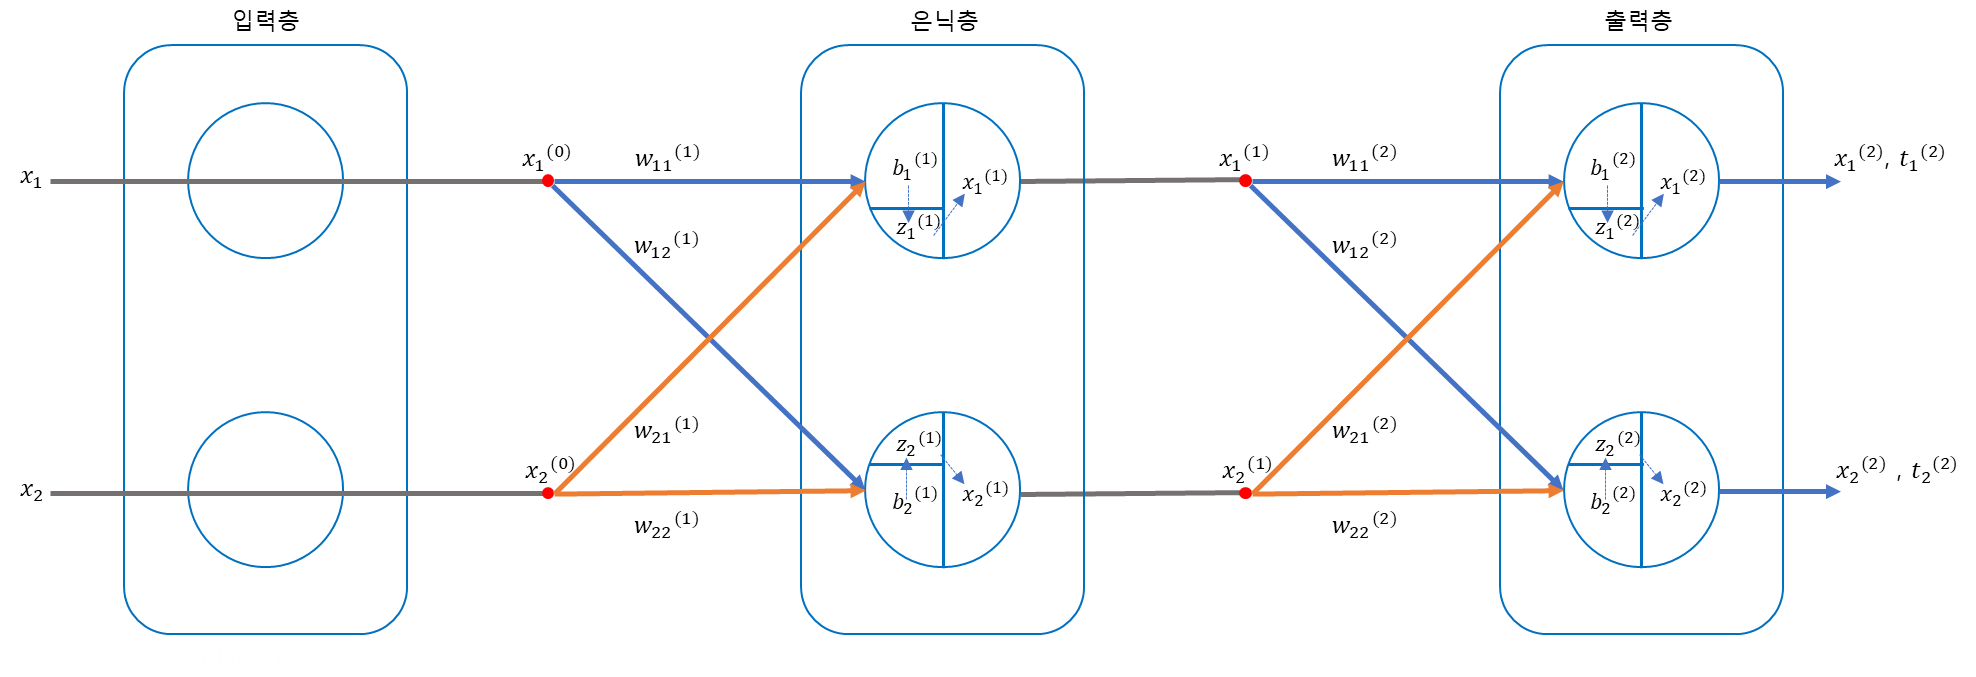 입력층 은닉층 출력층
x₁⁽⁰⁾ w₁₁⁽¹⁾ x₁⁽¹⁾ w₁₁⁽²⁾ x₁⁽²⁾, t₁⁽²⁾
x₁ b₁⁽¹⁾ x₁⁽¹⁾ b₁⁽²⁾ x₁⁽²⁾
z₁⁽¹⁾ z₁⁽²⁾
w₁₂⁽¹⁾ w₁₂⁽²⁾
w₂₁⁽¹⁾ w₂₁⁽²⁾
z₂⁽¹⁾ z₂⁽²⁾
x₂⁽⁰⁾ x₂⁽¹⁾ x₂⁽²⁾ , t₂⁽²⁾
x₂ b₂⁽¹⁾ x₂⁽¹⁾ b₂⁽²⁾ x₂⁽²⁾
w₂₂⁽¹⁾ w₂₂⁽²⁾